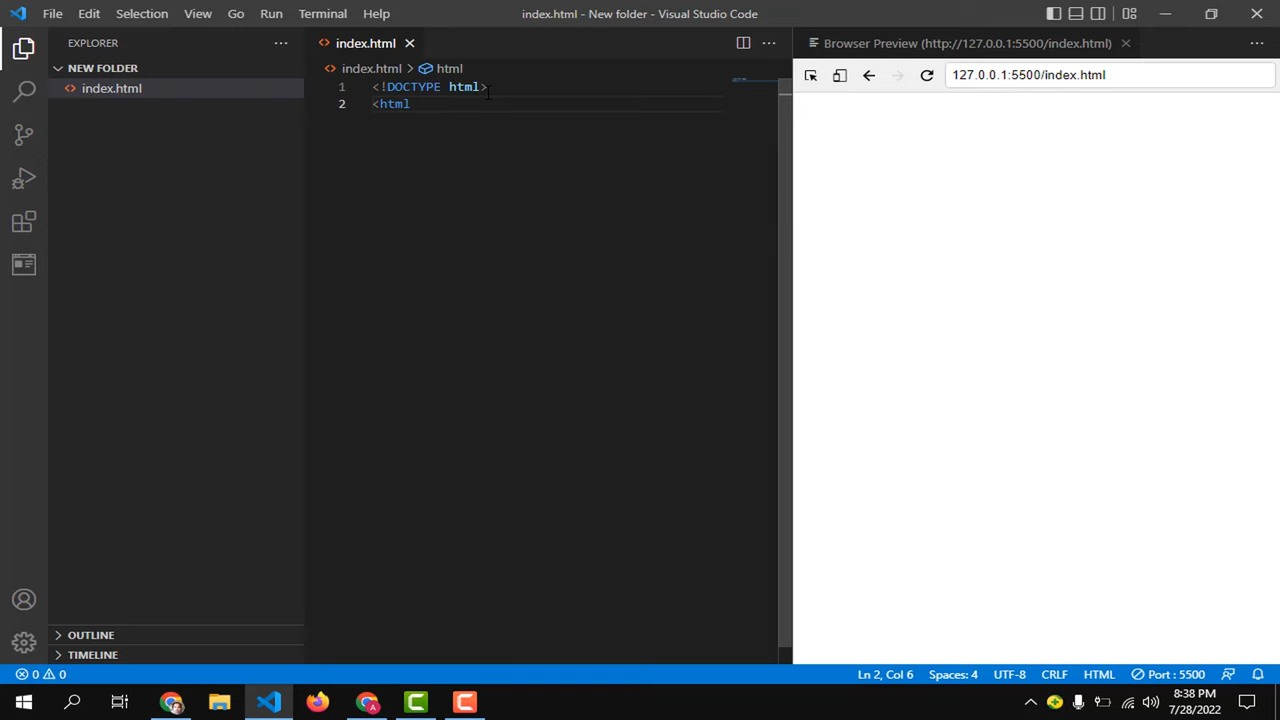 File Edit Selection View Go Run Terminal Help
index.html - New folder - Visual Studio Code
EXPLORER
NEW FOLDER
index.html
OUTLINE
TIMELINE
index.html
index.html > html
1 <!DOCTYPE html>
2 <html
Browser Preview (http://127.0.0.1:5500/index.html)
127.0.0.1:5500/index.html
0 0
Ln 2, Col 6 Spaces: 4 UTF-8 CRLF HTML Port : 5500
8:38 PM
7/28/2022